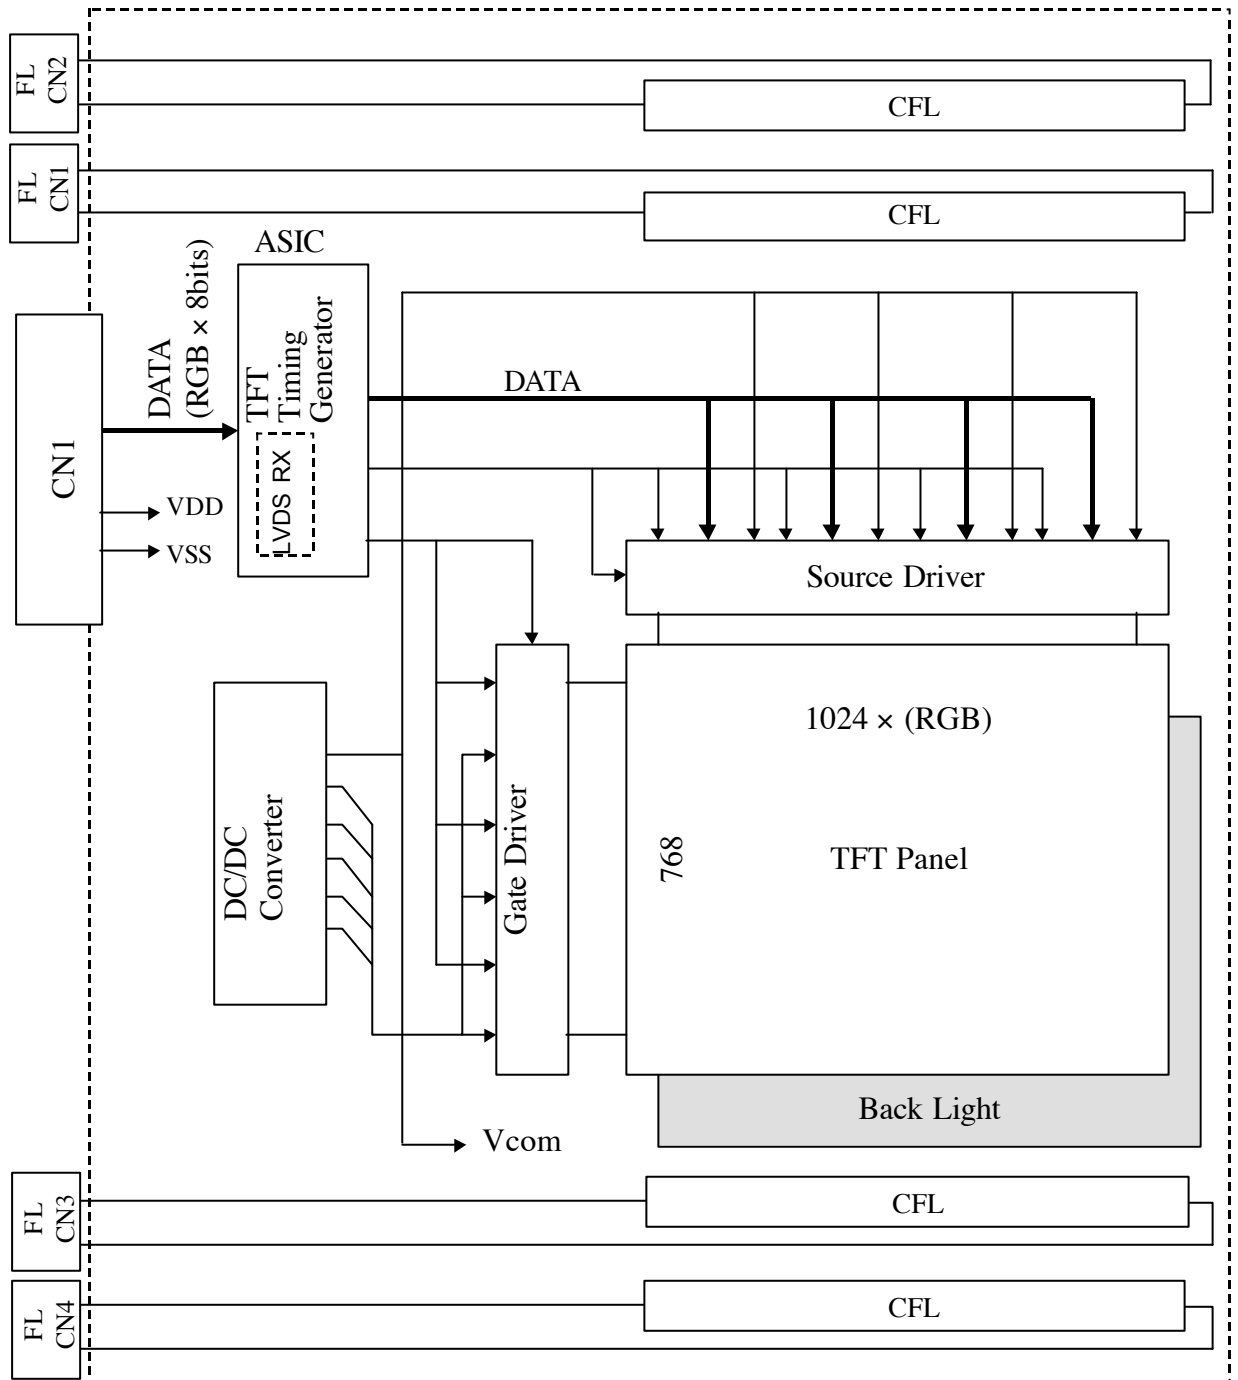 FL
CN2
CFL
FL
CN1
CFL
ASIC
DATA
(RGB × 8bits)
TFT
Timing
Generator
LVDS RX
CN1
VDD
VSS
DATA
Source Driver
1024 × (RGB)
768
TFT Panel
Gate Driver
DC/DC
Converter
Back Light
Vcom
FL
CN3
CFL
FL
CN4
CFL